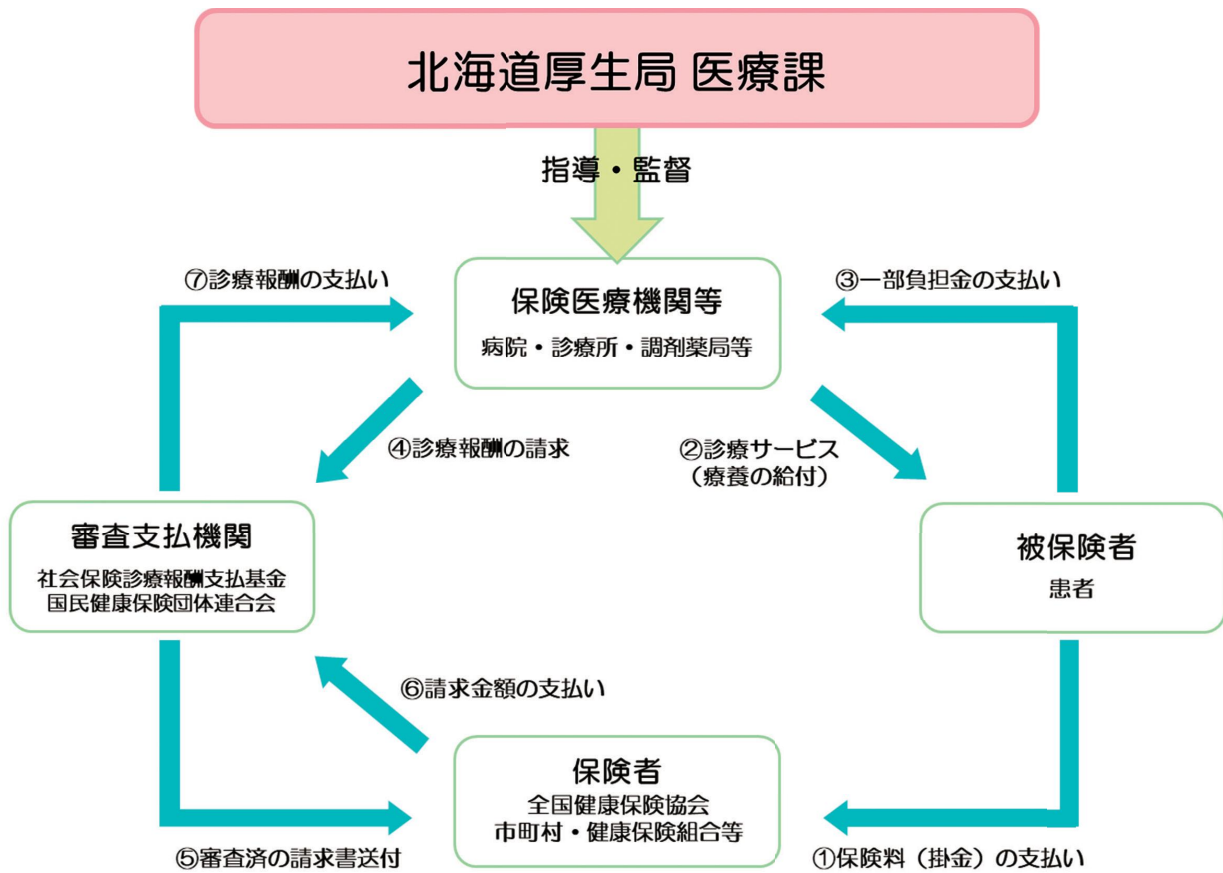 北海道厚生局 医療課
指導・監督
⑦診療報酬の支払い
③一部負担金の支払い
保険医療機関等
病院・診療所・調剤薬局等
④診療報酬の請求
②診療サービス
（療養の給付）
審査支払機関
社会保険診療報酬支払基金
国民健康保険団体連合会
被保険者
患者
⑥請求金額の支払い
保険者
全国健康保険協会
市町村・健康保険組合等
⑤審査済の請求書送付
①保険料（掛金）の支払い